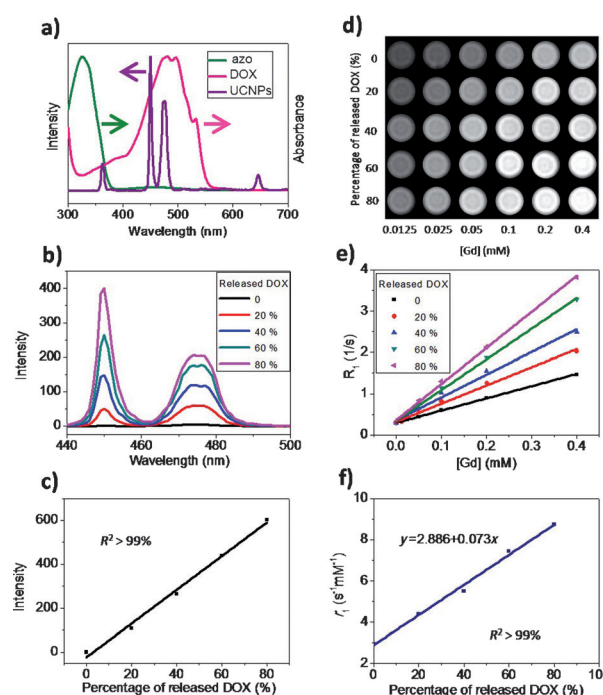 a)
azo
DOX
UCNPs
Intensity
Absorbance
300 400 500 600 700
Wavelength (nm)
b)
Released DOX
0
20 %
40 %
60 %
80 %
400
300
200
100
0
Intensity
440 460 480 500
Wavelength (nm)
c)
R² > 99%
600
400
200
0
Intensity
0 20 40 60 80
Percentage of released DOX (%)
d)
Percentage of released DOX (%)
0
20
40
60
80
0.0125 0.025 0.05 0.1 0.2 0.4
[Gd] (mM)
e)
Released DOX
0
20 %
40 %
60 %
80 %
4
3
2
1
0
R₁ (1/s)
0.0 0.1 0.2 0.3 0.4
[Gd] (mM)
f)
y=2.886+0.073x
R² > 99%
10
8
6
4
2
r₁ (s⁻¹mM⁻¹)
0 20 40 60 80 10
Percentage of released DOX (%)